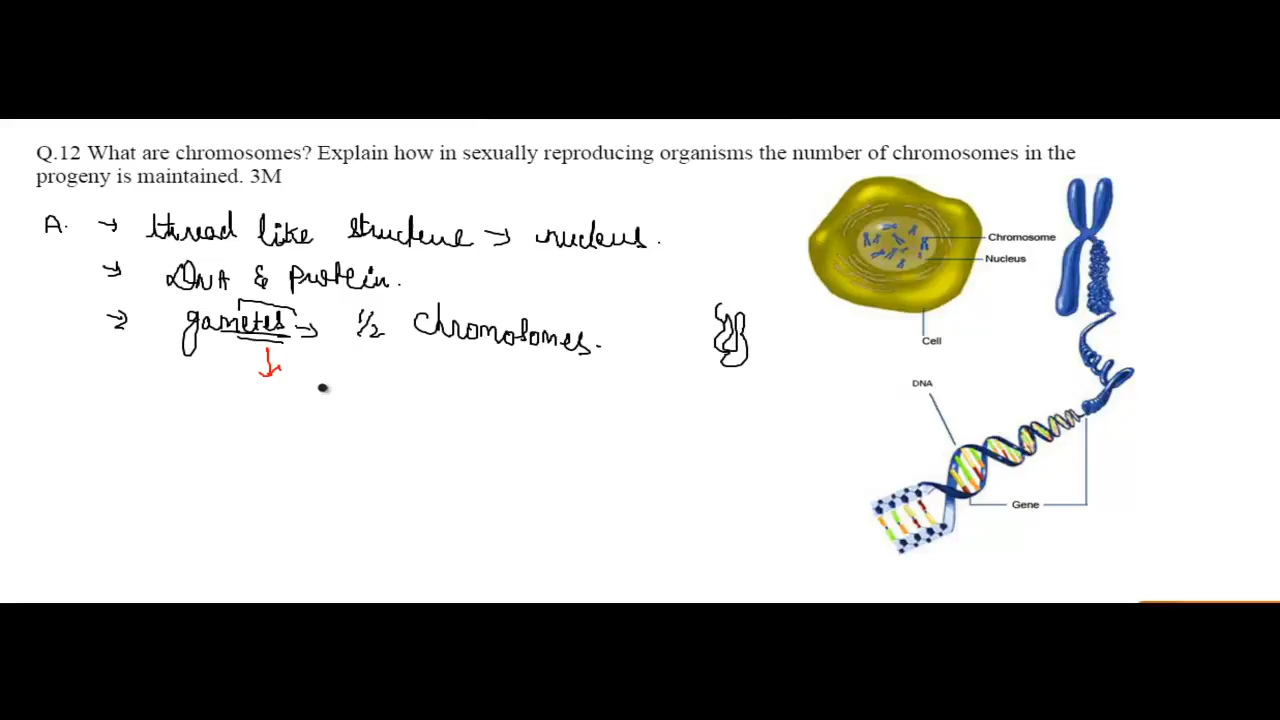 Q.12 What are chromosomes? Explain how in sexually reproducing organisms the number of chromosomes in the
progeny is maintained. 3M
A. → thread like structure → nucleus.
→ DNA & Protein.
→ gametes → 1/2 chromosomes.
Chromosome
Nucleus
Cell
DNA
Gene